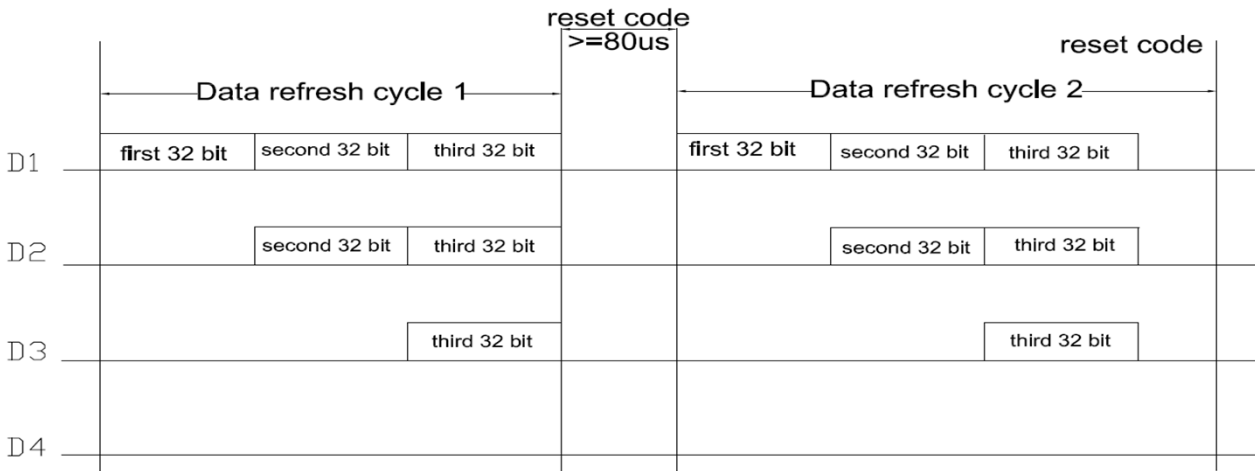 reset code
>=80us
reset code
Data refresh cycle 1
Data refresh cycle 2
D1 first 32 bit second 32 bit third 32 bit first 32 bit second 32 bit third 32 bit
D2 second 32 bit third 32 bit second 32 bit third 32 bit
D3 third 32 bit third 32 bit
D4